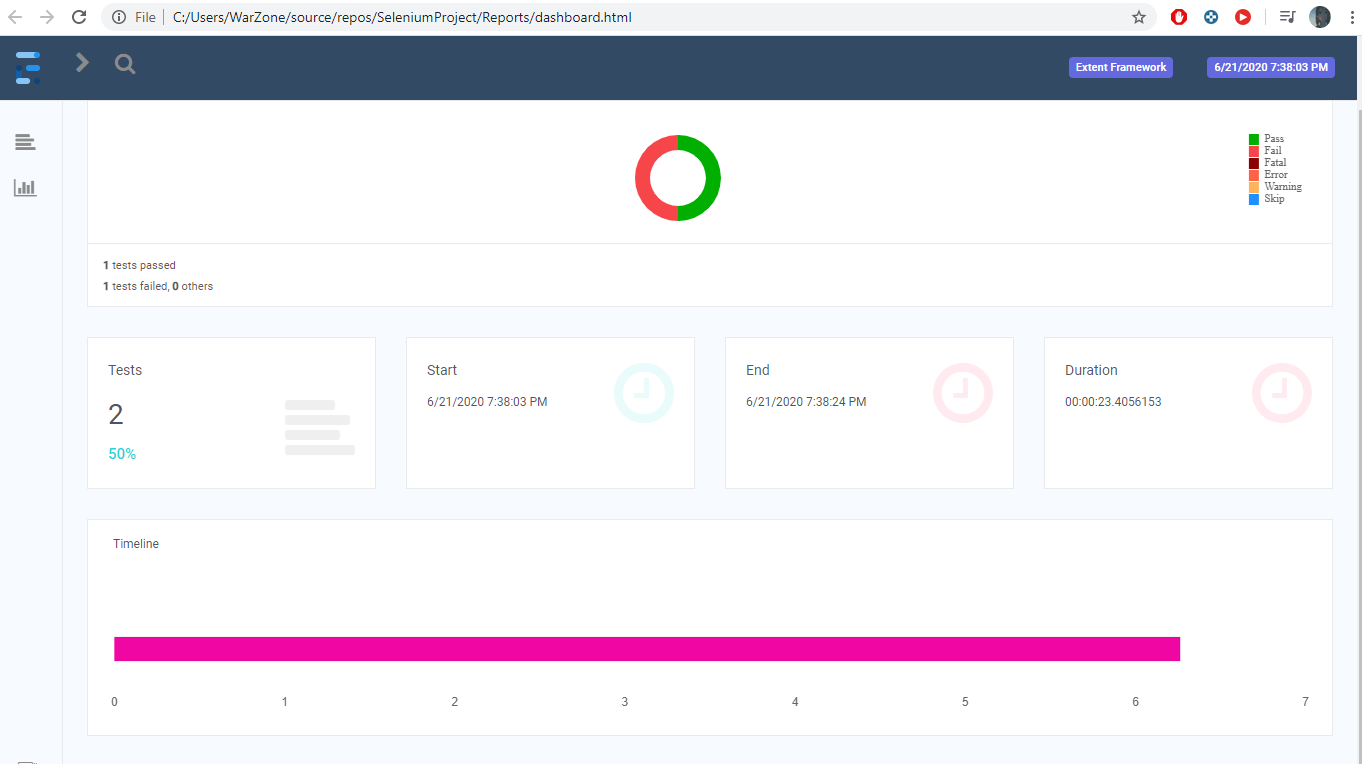 File C:/Users/WarZone/source/repos/SeleniumProject/Reports/dashboard.html
Extent Framework 6/21/2020 7:38:03 PM
Pass
Fail
Fatal
Error
Warning
Skip
1 tests passed
1 tests failed, 0 others
Tests
2
50%
Start
6/21/2020 7:38:03 PM
End
6/21/2020 7:38:24 PM
Duration
00:00:23.4056153
Timeline
0 1 2 3 4 5 6 7